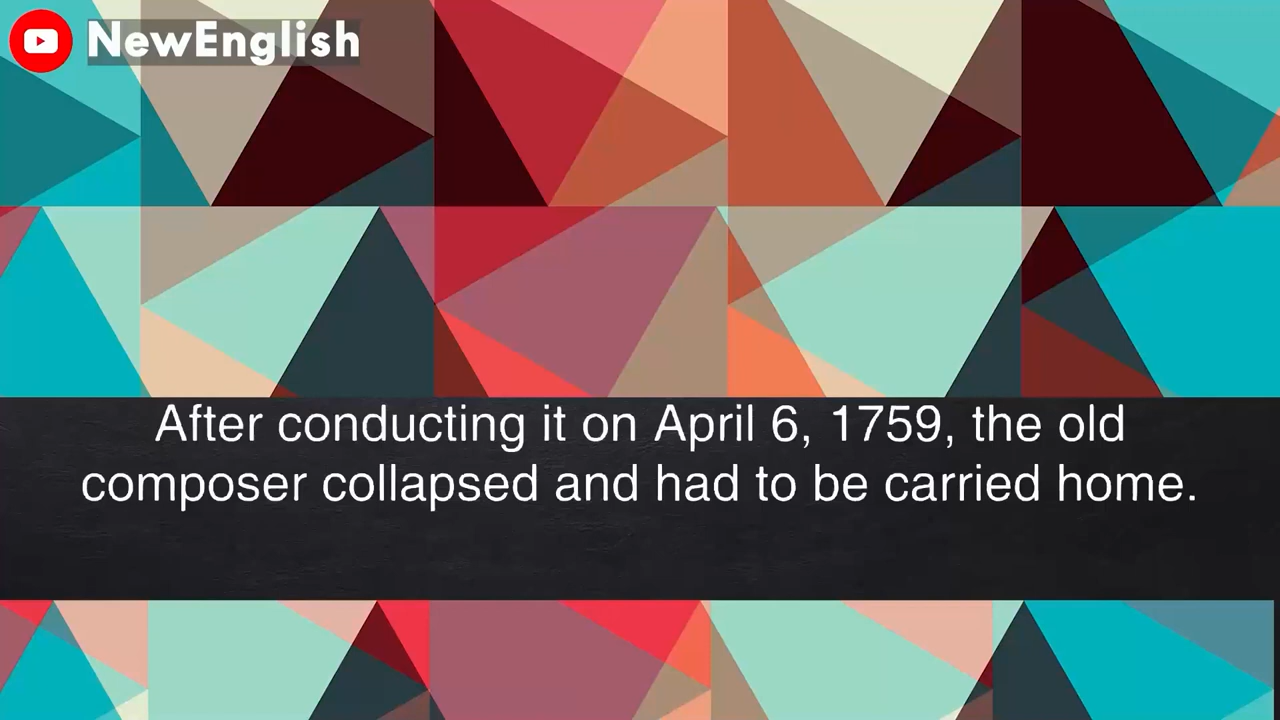 NewEnglish
After conducting it on April 6, 1759, the old
composer collapsed and had to be carried home.